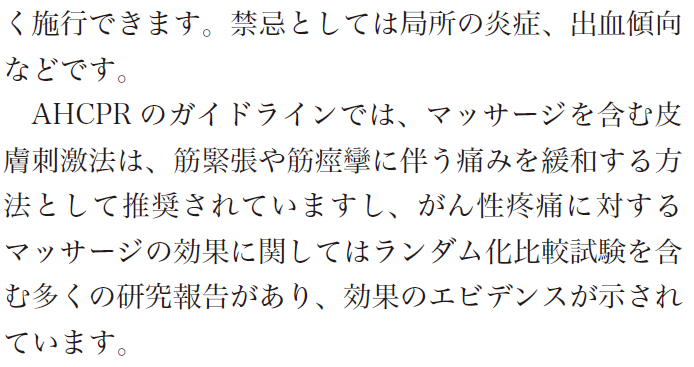 く施行できます。禁忌としては局所の炎症、出血傾向
などです。
AHCPR のガイドラインでは、マッサージを含む皮
膚刺激法は、筋緊張や筋痙攣に伴う痛みを緩和する方
法として推奨されていますし、がん性疼痛に対する
マッサージの効果に関してはランダム化比較試験を含
む多くの研究報告があり、効果のエビデンスが示され
ています。